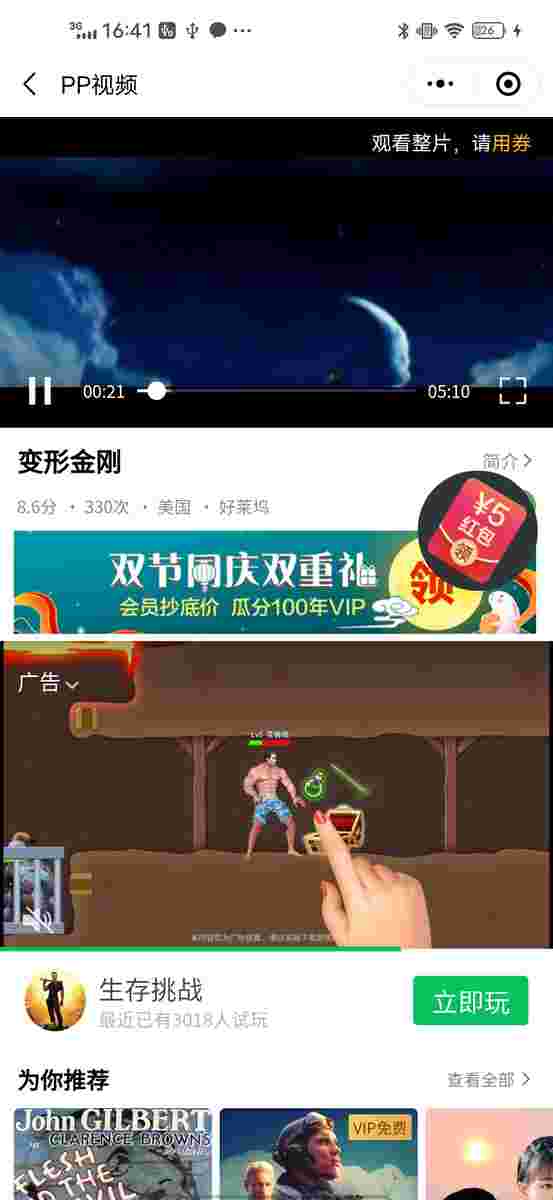 3G 16:41 26
PP视频
观看整片，请用券
00:21 05:10
变形金刚
简介
8.6分 · 330次 · 美国 · 好莱坞
¥5
红包
领
双节同庆双重礼
领
会员抄底价 瓜分100年VIP
广告
生存挑战
最近已有3018人试玩
立即玩
为你推荐
查看全部
John GILBERT
CLARENCE BROWN'S
FLESH
THE
VIP免费